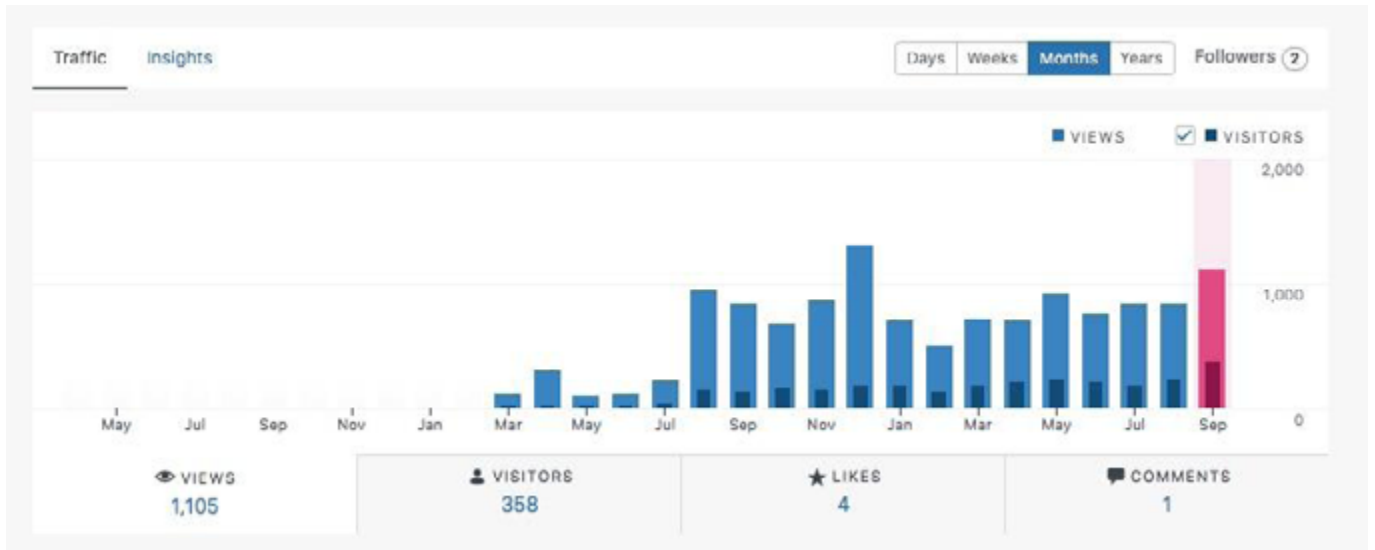 Traffic Insights Days Weeks Months Years Followers 2
VIEWS VISITORS
2,000
1,000
0
May Jul Sep Nov Jan Mar May Jul Sep Nov Jan Mar May Jul Sep
VIEWS VISITORS LIKES COMMENTS
1,105 358 4 1